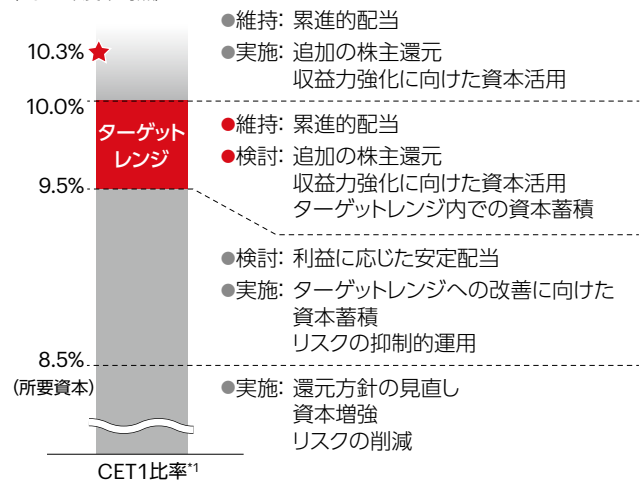 ●維持: 累進的配当
10.3%
●実施: 追加の株主還元
収益力強化に向けた資本活用
10.0%
ターゲット
レンジ
●維持: 累進的配当
●検討: 追加の株主還元
収益力強化に向けた資本活用
ターゲットレンジ内での資本蓄積
9.5%
●検討: 利益に応じた安定配当
●実施: ターゲットレンジへの改善に向けた
資本蓄積
リスクの抑制的運用
8.5%
(所要資本)
●実施: 還元方針の見直し
資本増強
リスクの削減
CET1比率*1